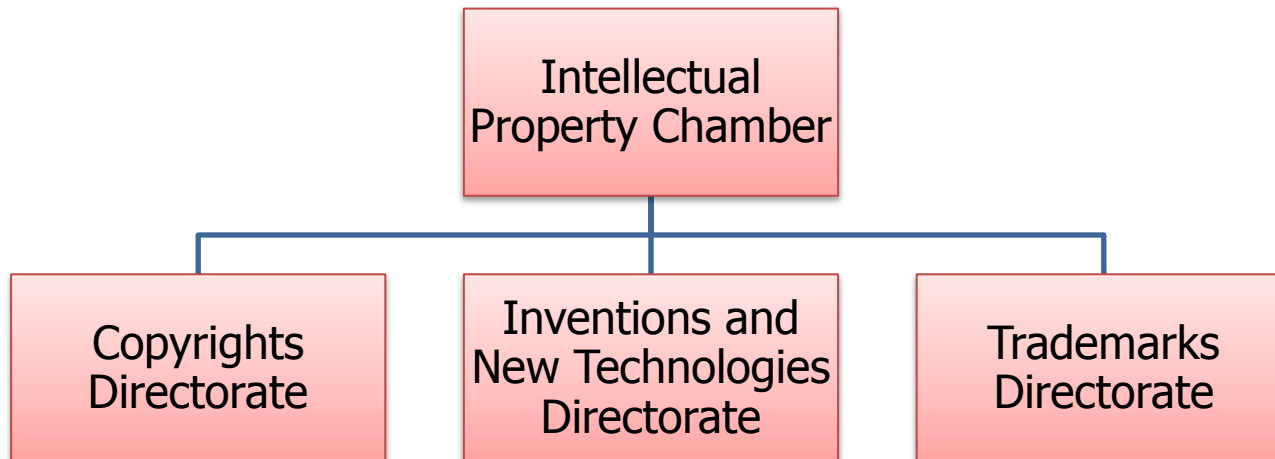 Intellectual
Property Chamber
Copyrights
Directorate
Inventions and
New Technologies
Directorate
Trademarks
Directorate